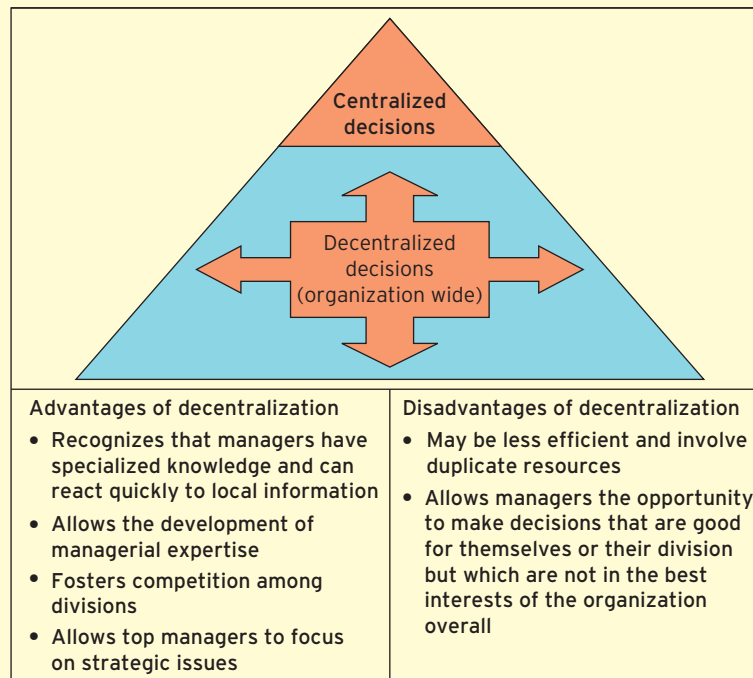 Centralized
decisions
Decentralized
decisions
(organization wide)
Advantages of decentralization
• Recognizes that managers have
specialized knowledge and can
react quickly to local information
• Allows the development of
managerial expertise
• Fosters competition among
divisions
• Allows top managers to focus
on strategic issues
Disadvantages of decentralization
• May be less efficient and involve
duplicate resources
• Allows managers the opportunity
to make decisions that are good
for themselves or their division
but which are not in the best
interests of the organization
overall